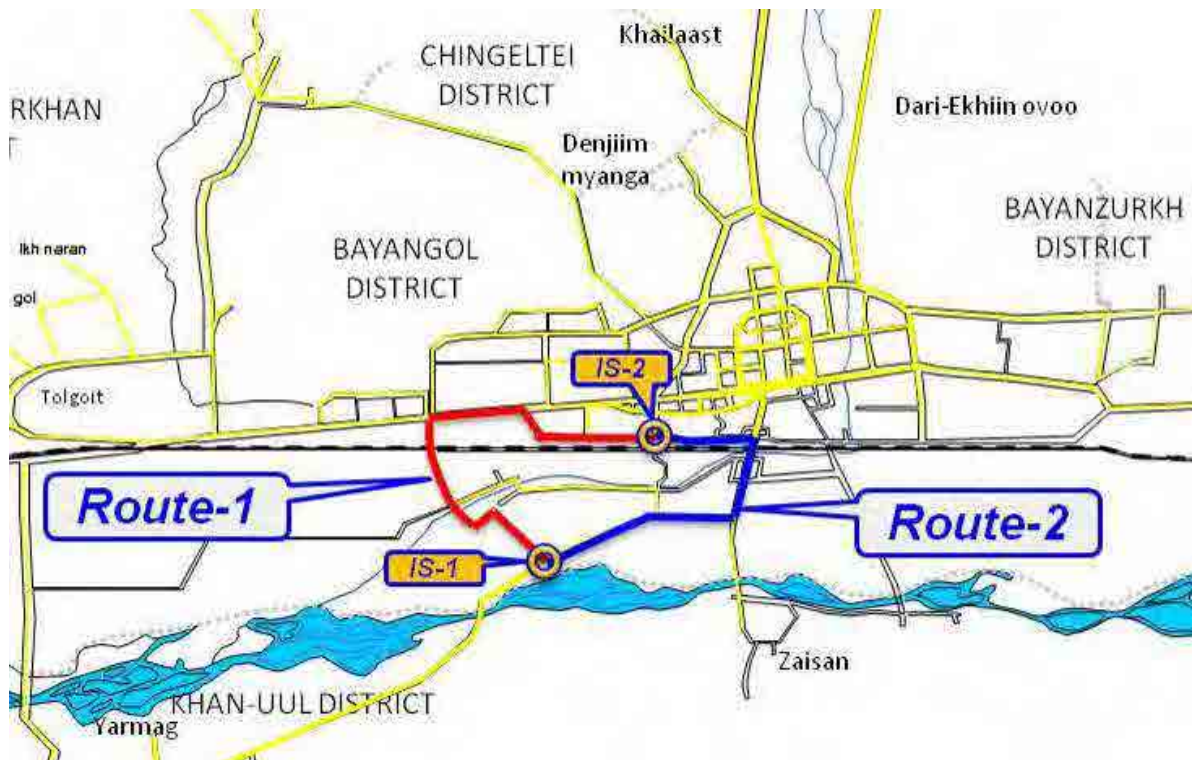 Khailaast
CHINGELTEI
DISTRICT
RKHAN
Dari-Ekhiin ovoo
Denjiim
myanga
BAYANZURKH
DISTRICT
Ikh naran
BAYANGOL
DISTRICT
gol
IS-2
Tolgoit
Route-1
Route-2
IS-1
Zaisan
KHAN-UUL DISTRICT
Yarmag